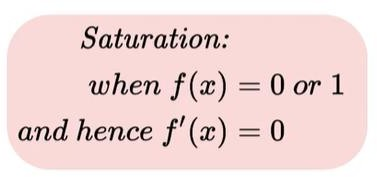 Saturation:
when f(x) = 0 or 1
and hence f′(x) = 0